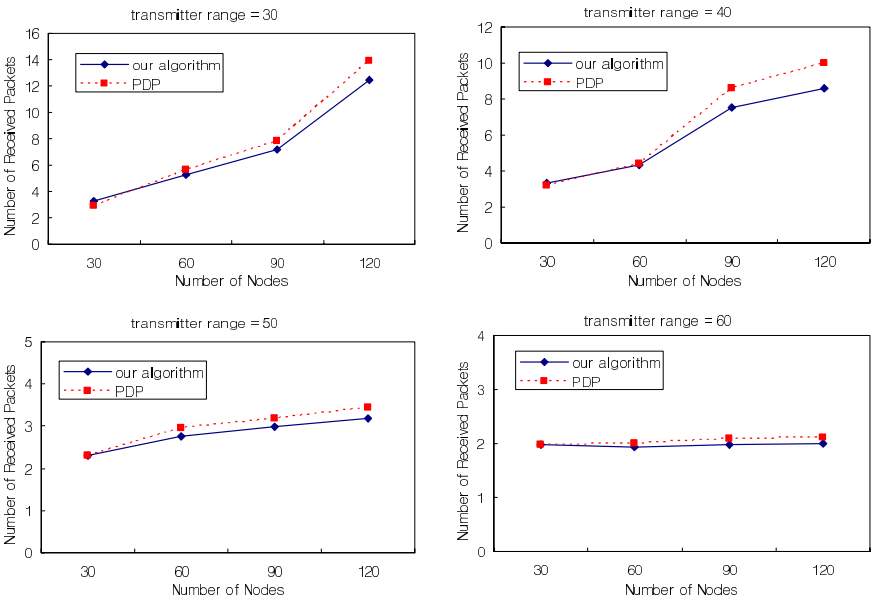 transmitter range = 30
16
14
12
10
8
6
4
2
0
our algorithm
PDP
Number of Received Packets
30 60 90 120
Number of Nodes
transmitter range = 40
12
10
8
6
4
2
0
our algorithm
PDP
Number of Received Packets
30 60 90 120
Number of Nodes
transmitter range = 50
5
4
3
2
1
0
our algorithm
PDP
Number of Received Packets
30 60 90 120
Number of Nodes
transmitter range = 60
4
3
2
1
0
our algorithm
PDP
Number of Received Packets
30 60 90 120
Number of Nodes